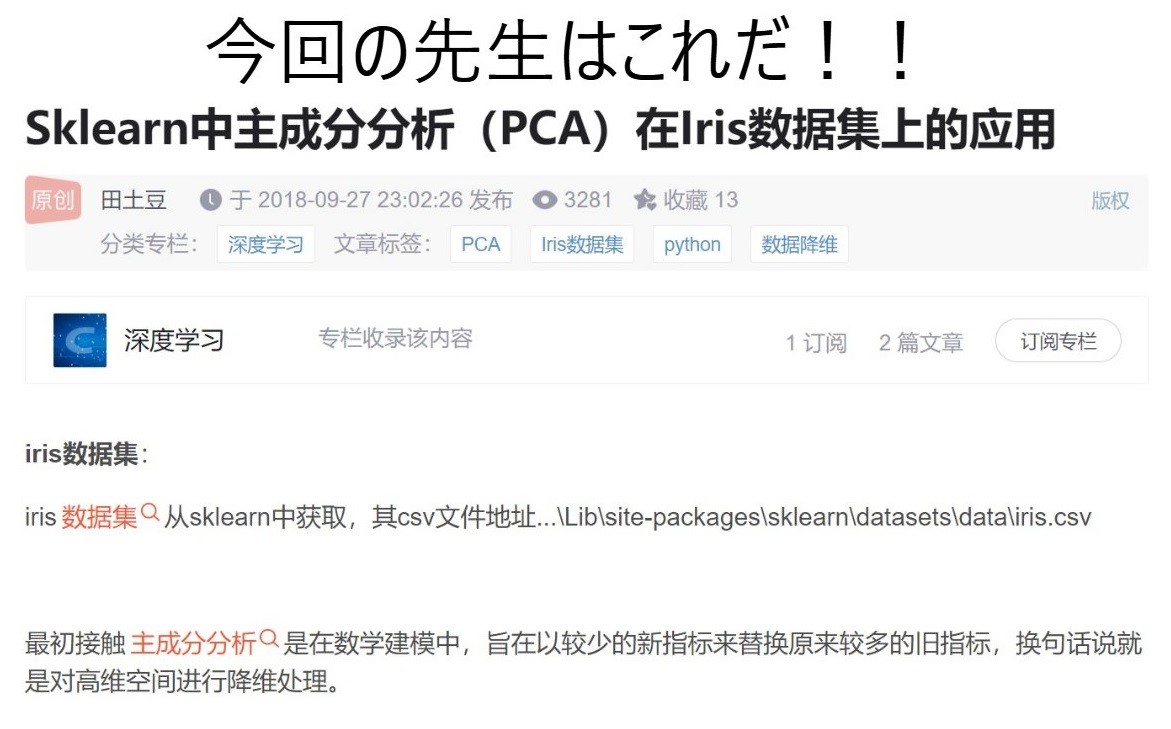 今回の先生はこれだ！！
Sklearn中主成分分析（PCA）在Iris数据集上的应用
原创 田土豆 于 2018-09-27 23:02:26 发布 3281 收藏 13 版权
分类专栏： 深度学习 文章标签： PCA Iris数据集 python 数据降维
深度学习 专栏收录该内容 1 订阅 2 篇文章 订阅专栏
iris数据集：
iris 数据集 从sklearn中获取，其csv文件地址...\Lib\site-packages\sklearn\datasets\data\iris.csv
最初接触 主成分分析 是在数学建模中，旨在以较少的新指标来替换原来较多的旧指标，换句话说就
是对高维空间进行降维处理。